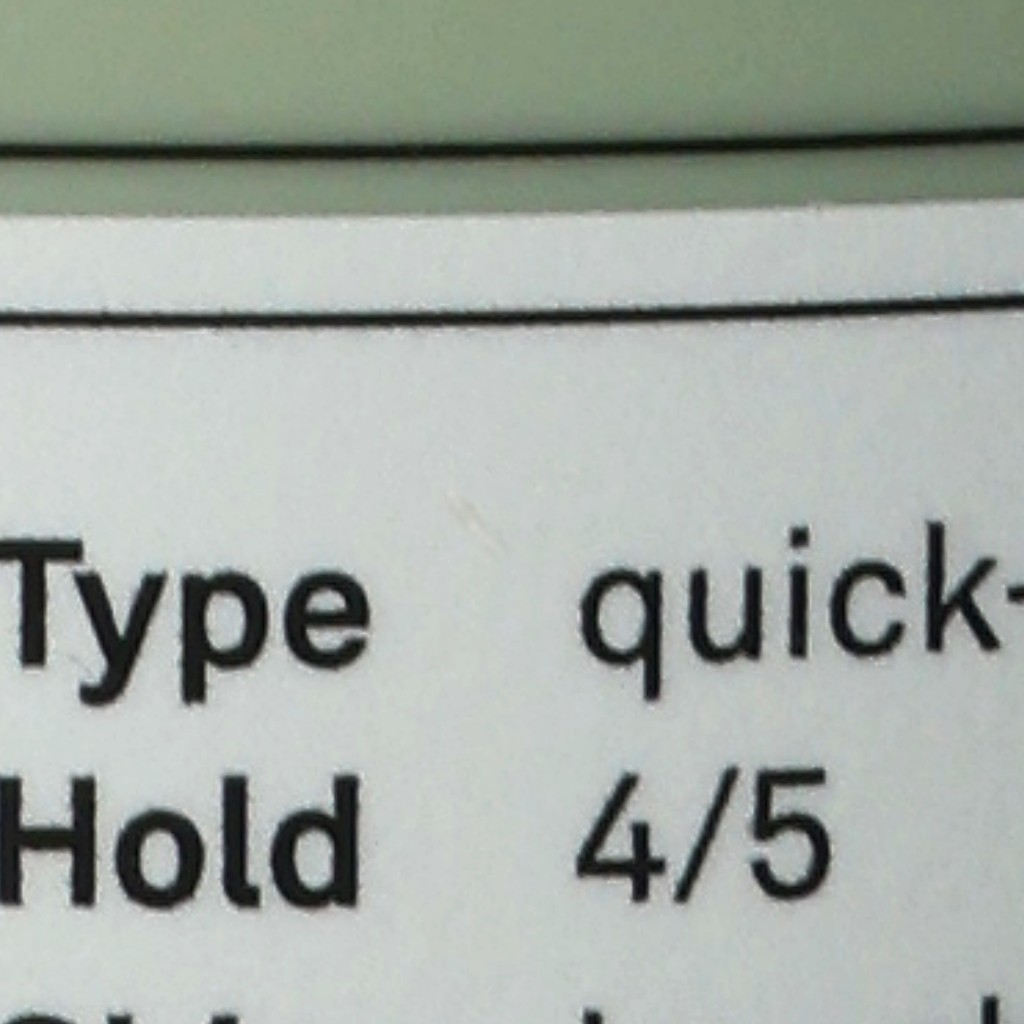 Type quick-
Hold 4/5